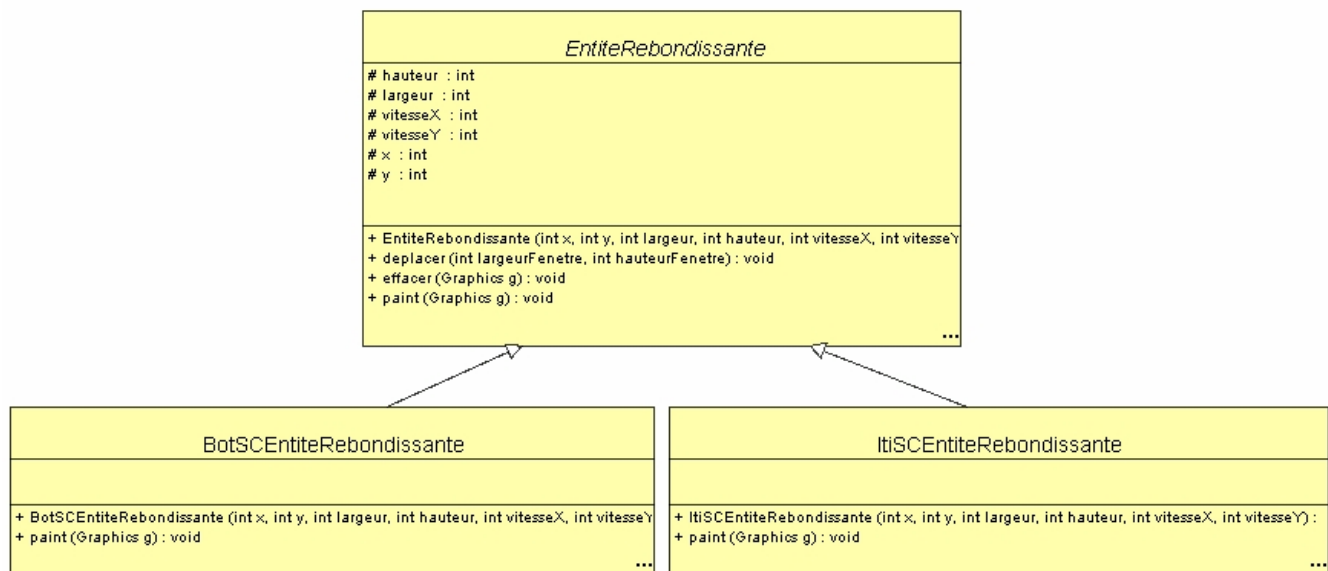 EntiteRebondissante
# hauteur : int
# largeur : int
# vitesseX : int
# vitesseY : int
# x : int
# y : int
+ EntiteRebondissante (int x, int y, int largeur, int hauteur, int vitesseX, int vitesseY
+ deplacer (int largeurFenetre, int hauteurFenetre) : void
+ effacer (Graphics g) : void
+ paint (Graphics g) : void
...
BotSCEntiteRebondissante
+ BotSCEntiteRebondissante (int x, int y, int largeur, int hauteur, int vitesseX, int vitesseY
+ paint (Graphics g) : void
...
ItiSCEntiteRebondissante
+ ItiSCEntiteRebondissante (int x, int y, int largeur, int hauteur, int vitesseX, int vitesseY) :
+ paint (Graphics g) : void
...